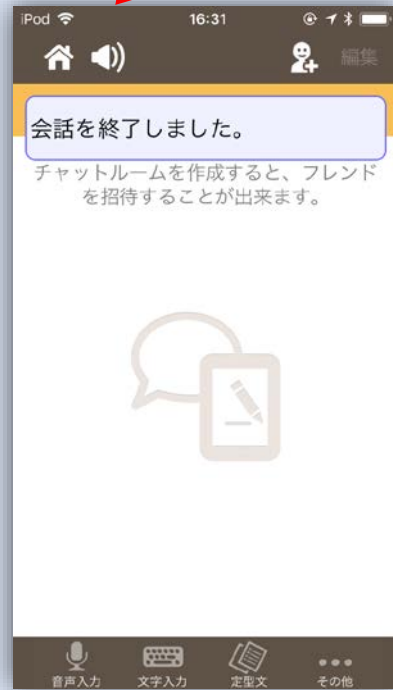 iPod 16:31
編集
会話を終了しました。
チャットルームを作成すると、フレンド
を招待することが出来ます。
音声入力 文字入力 定型文 その他